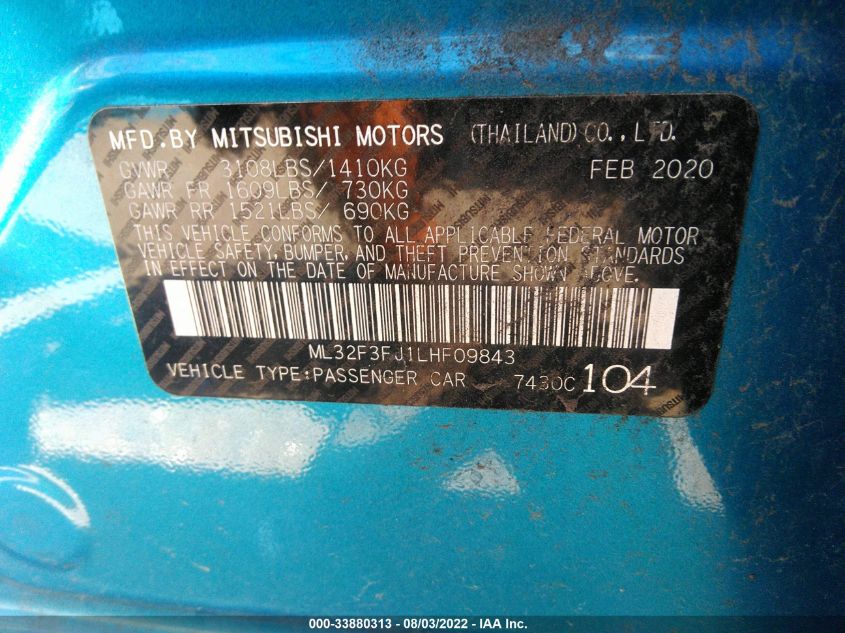 MFD.BY MITSUBISHI MOTORS (THAILAND)CO.,LTD.
GVWR 3108LBS/1410KG FEB 2020
GAWR FR 1609LBS/ 730KG
GAWR RR 1521LBS/ 690KG
THIS VEHICLE CONFORMS TO ALL APPLICABLE FEDERAL MOTOR
VEHICLE SAFETY, BUMPER, AND THEFT PREVENTION STANDARDS
IN EFFECT ON THE DATE OF MANUFACTURE SHOWN ABOVE.
ML32F3FJ1LHF09843
VEHICLE TYPE:PASSENGER CAR 7430C 104
000-33880313 - 08/03/2022 - IAA Inc.